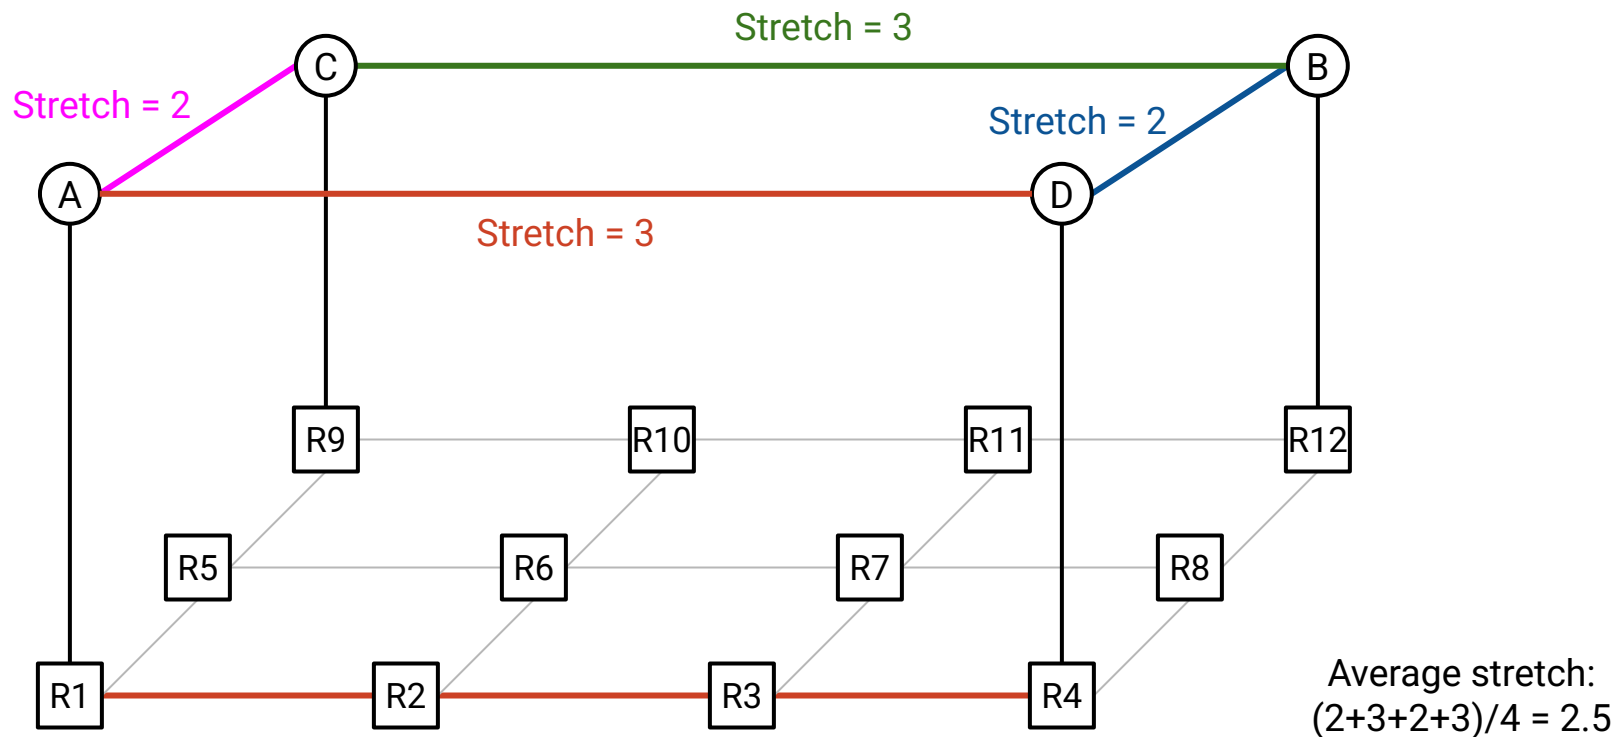 Stretch = 3
C
B
Stretch = 2
Stretch = 2
A
D
Stretch = 3
R9
R10
R11
R12
R5
R6
R7
R8
R1
R2
R3
R4
Average stretch:
(2+3+2+3)/4 = 2.5